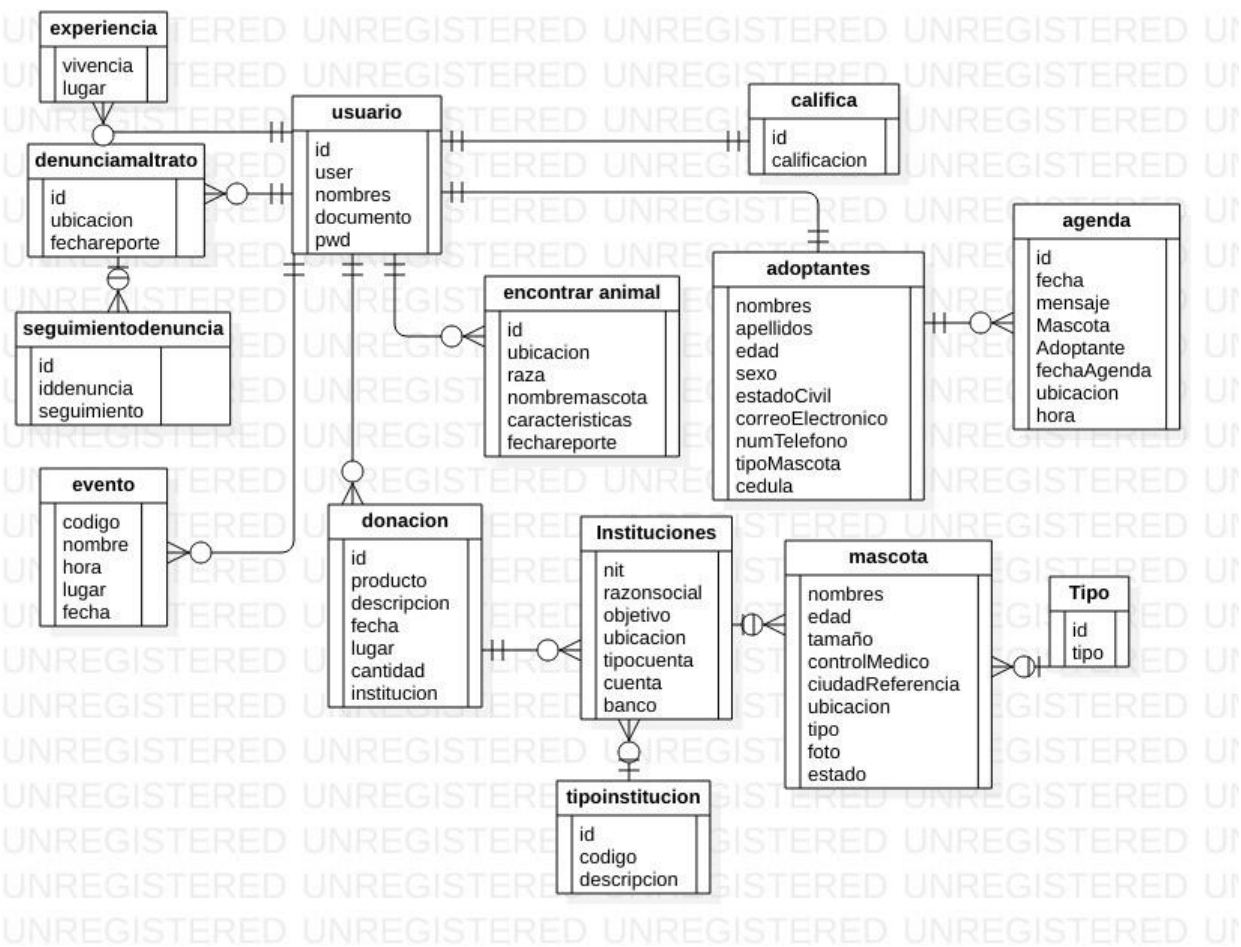 experiencia
vivencia
lugar
usuario
id
user
nombres
documento
pwd
califica
id
calificacion
denunciamaltrato
id
ubicacion
fechareporte
agenda
id
fecha
mensaje
Mascota
Adoptante
fechaAgenda
ubicacion
hora
adoptantes
nombres
apellidos
edad
sexo
estadoCivil
correoElectronico
numTelefono
tipoMascota
cedula
encontrar animal
id
ubicacion
raza
nombremascota
caracteristicas
fechareporte
seguimientodenuncia
id
iddenuncia
seguimiento
evento
codigo
nombre
hora
lugar
fecha
donacion
id
producto
descripcion
fecha
lugar
cantidad
institucion
Instituciones
nit
razonsocial
objetivo
ubicacion
tipocuenta
cuenta
banco
mascota
nombres
edad
tamaño
controlMedico
ciudadReferencia
ubicacion
tipo
foto
estado
Tipo
id
tipo
tipoinstitucion
id
codigo
descripcion
UNREGISTERED